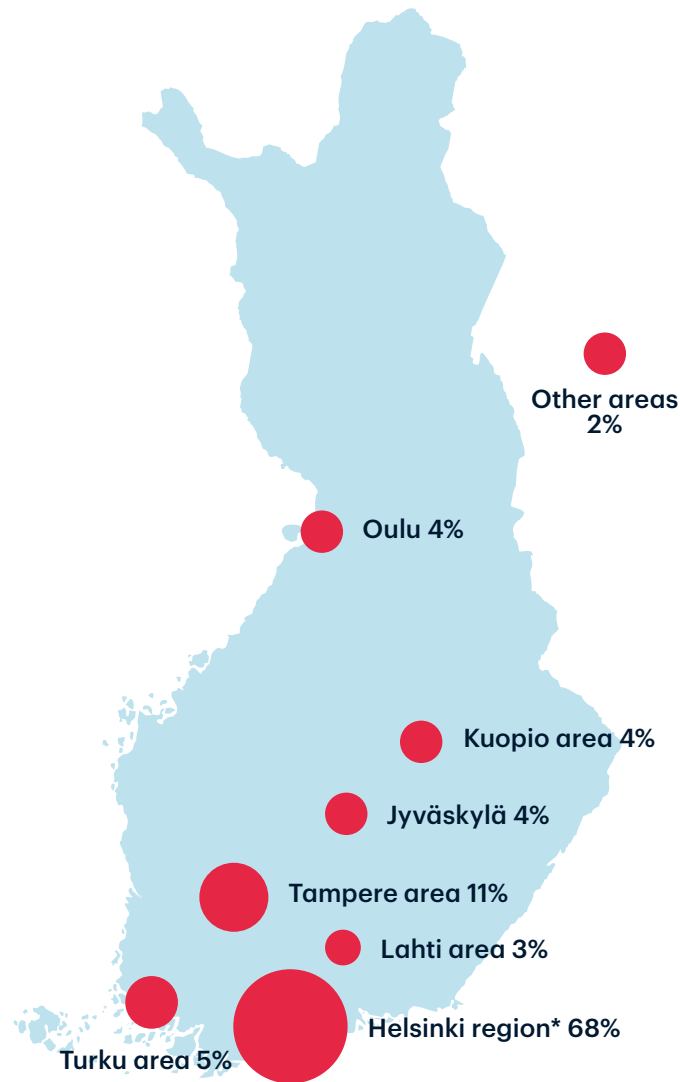 Other areas
2%
Oulu 4%
Kuopio area 4%
Jyväskylä 4%
Tampere area 11%
Lahti area 3%
Helsinki region* 68%
Turku area 5%